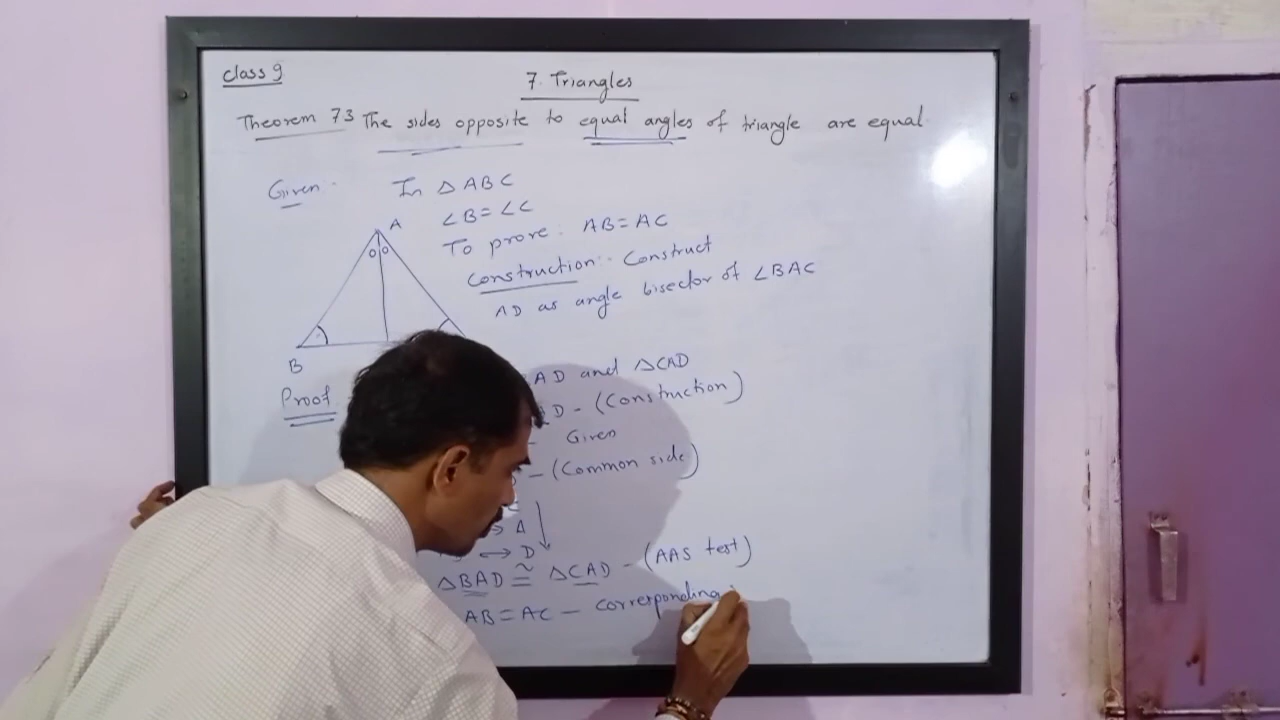 class 9
7. Triangles
Theorem 7.3 The sides opposite to equal angles of triangle are equal
Given:- In △ABC
∠B=∠C
A
To prove:- AB=AC
Construction:- Construct
AD as angle bisector of ∠BAC
B
AD and △CAD
Proof
D - (Construction)
- Given
- (Common side)
↔ A
↔ D
△BAD ≅ △CAD - (AAS test)
AB=AC - corresponding